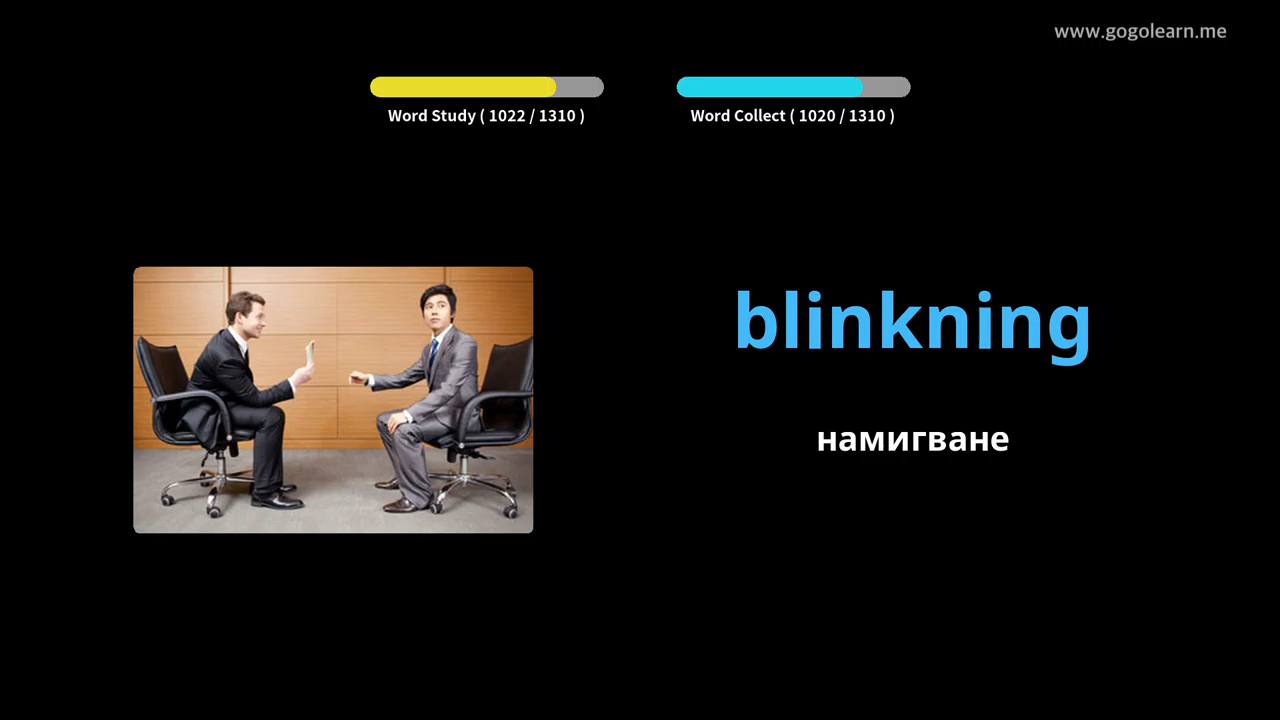 www.gogolearn.me
Word Study ( 1022 / 1310 )
Word Collect ( 1020 / 1310 )
blinkning
намигване